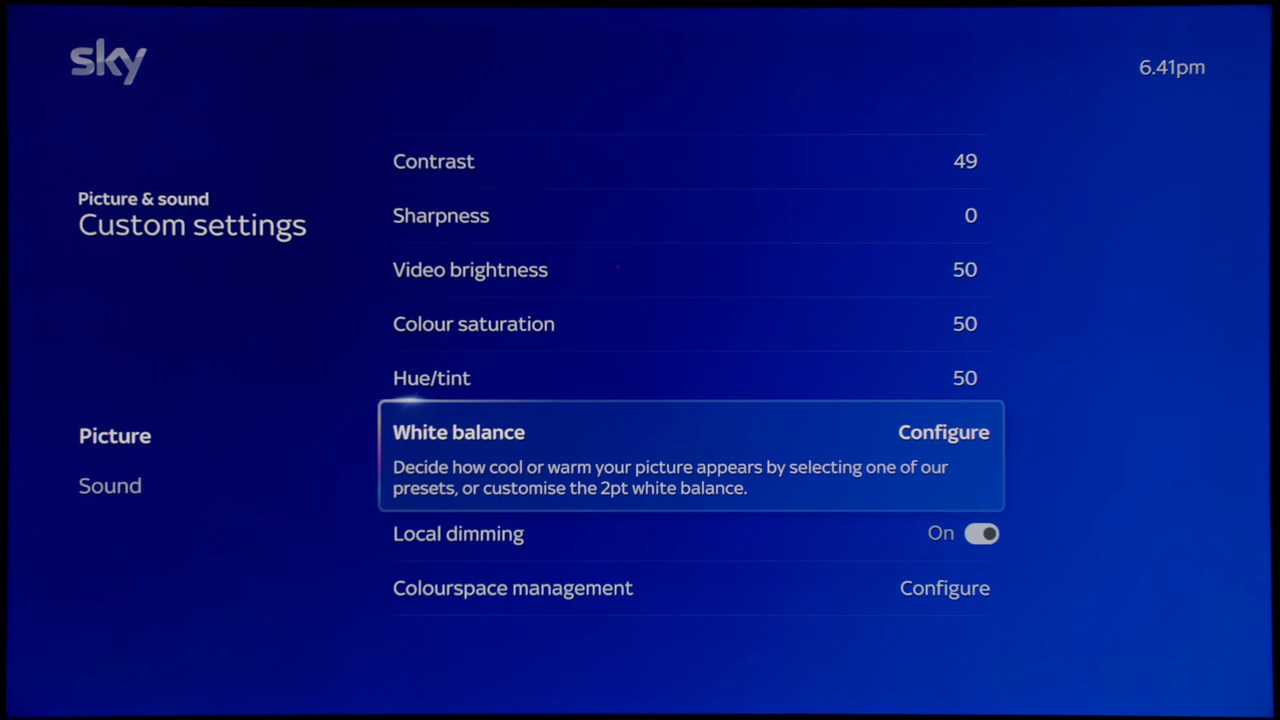 sky
6.41pm
Picture & sound
Custom settings
Picture
Sound
Contrast 49
Sharpness 0
Video brightness 50
Colour saturation 50
Hue/tint 50
White balance Configure
Decide how cool or warm your picture appears by selecting one of our
presets, or customise the 2pt white balance.
Local dimming On
Colourspace management Configure